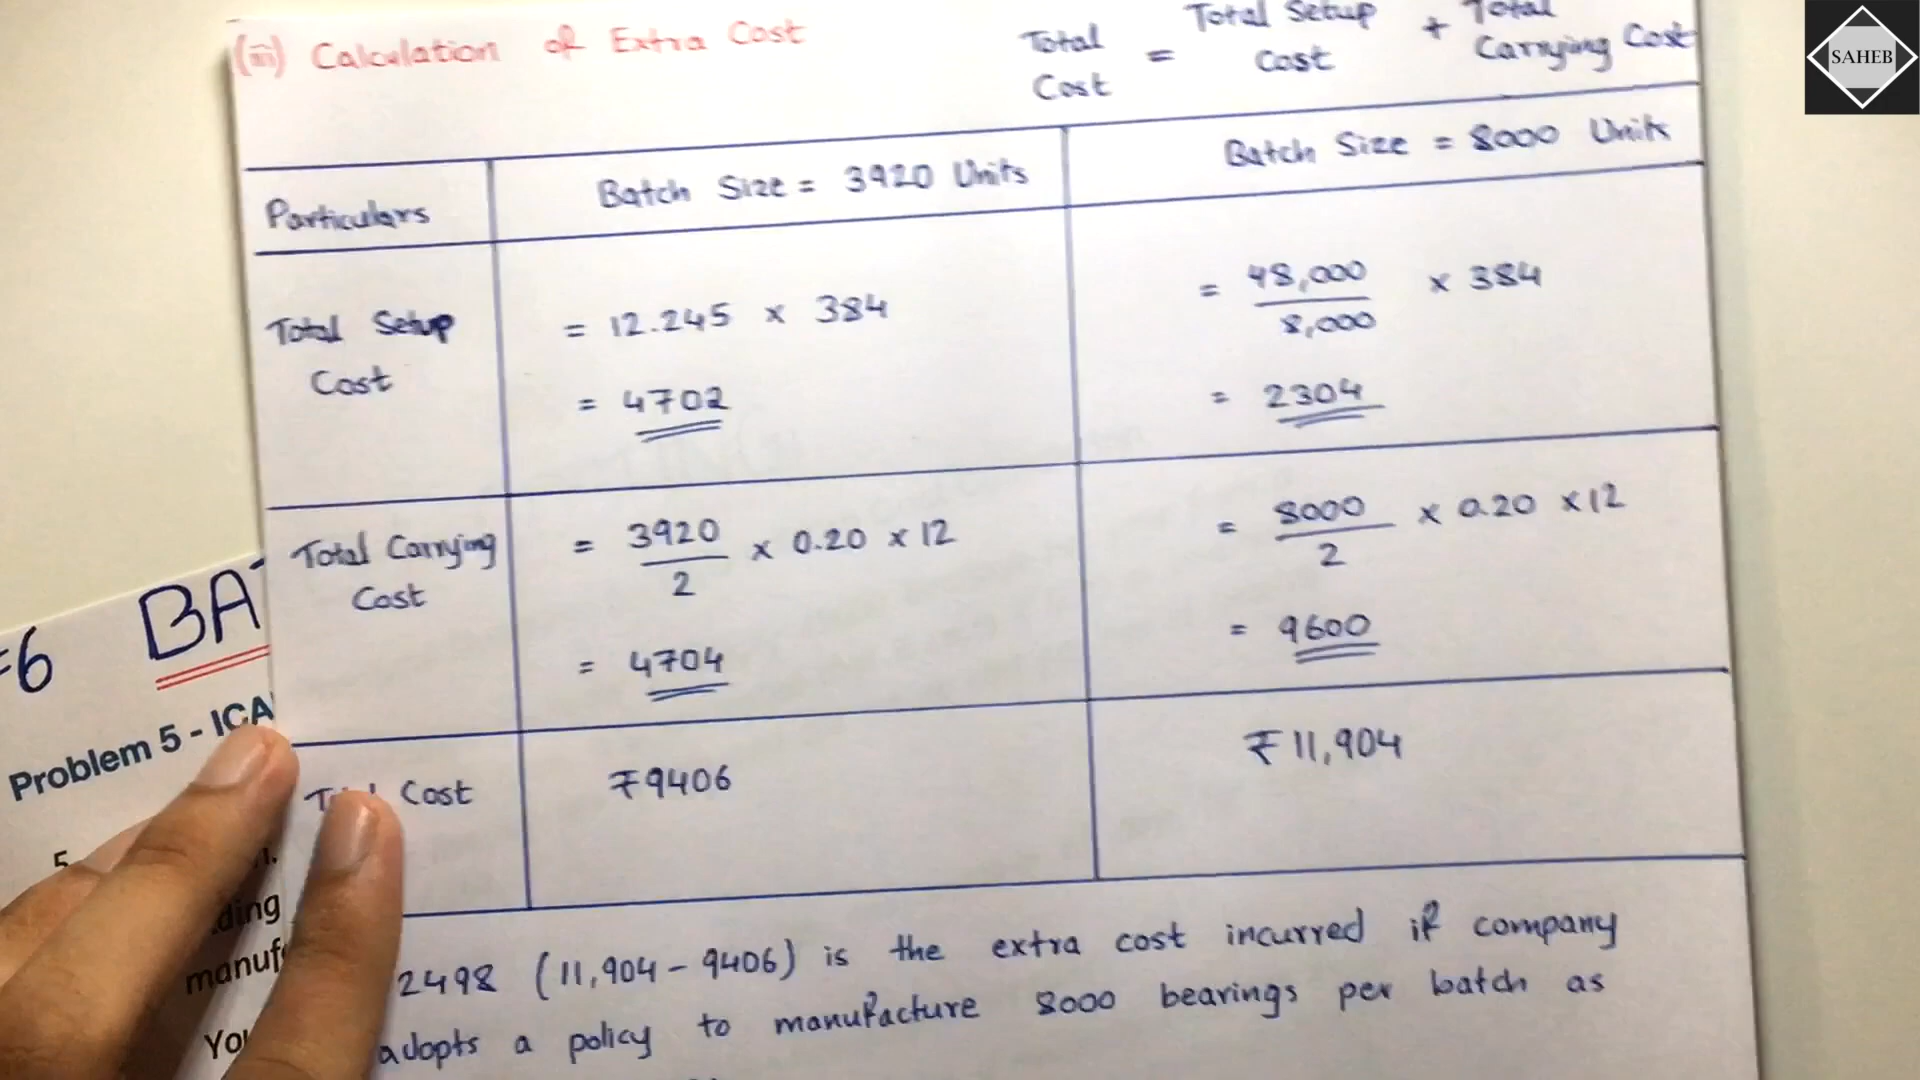 (iii) Calculation of Extra Cost
Total Cost = Total Setup Cost + Total Carrying Cost
SAHEB
Particulars
Batch Size = 3920 Units
Batch Size = 8000 Units
Total Setup
Cost
= 12.245 x 384
= 4702
= 48,000 / 8,000 x 384
= 2304
Total Carrying
Cost
= 3920 / 2 x 0.20 x 12
= 4704
= 8000 / 2 x 0.20 x 12
= 9600
Cost
₹9406
₹11,904
2498 (11,904 - 9406) is the extra cost incurred if company
adopts a policy to manufacture 8000 bearings per batch as
=6 BA
Problem 5 - ICA
5
ding
manuf
You